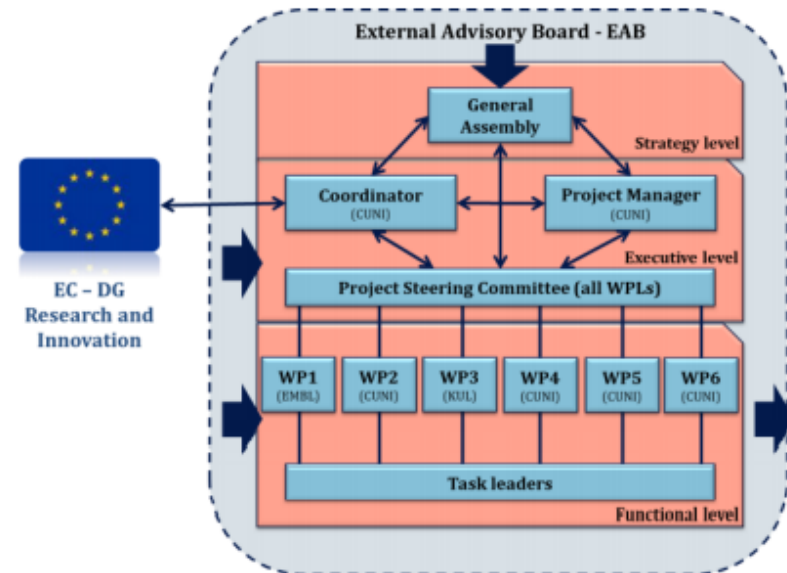 External Advisory Board - EAB
General
Assembly
Strategy level
Coordinator
(CUNI)
Project Manager
(CUNI)
Executive level
Project Steering Committee (all WPLs)
EC – DG
Research and
Innovation
WP1
(EMBL)
WP2
(CUNI)
WP3
(KUL)
WP4
(CUNI)
WP5
(CUNI)
WP6
(CUNI)
Task leaders
Functional level